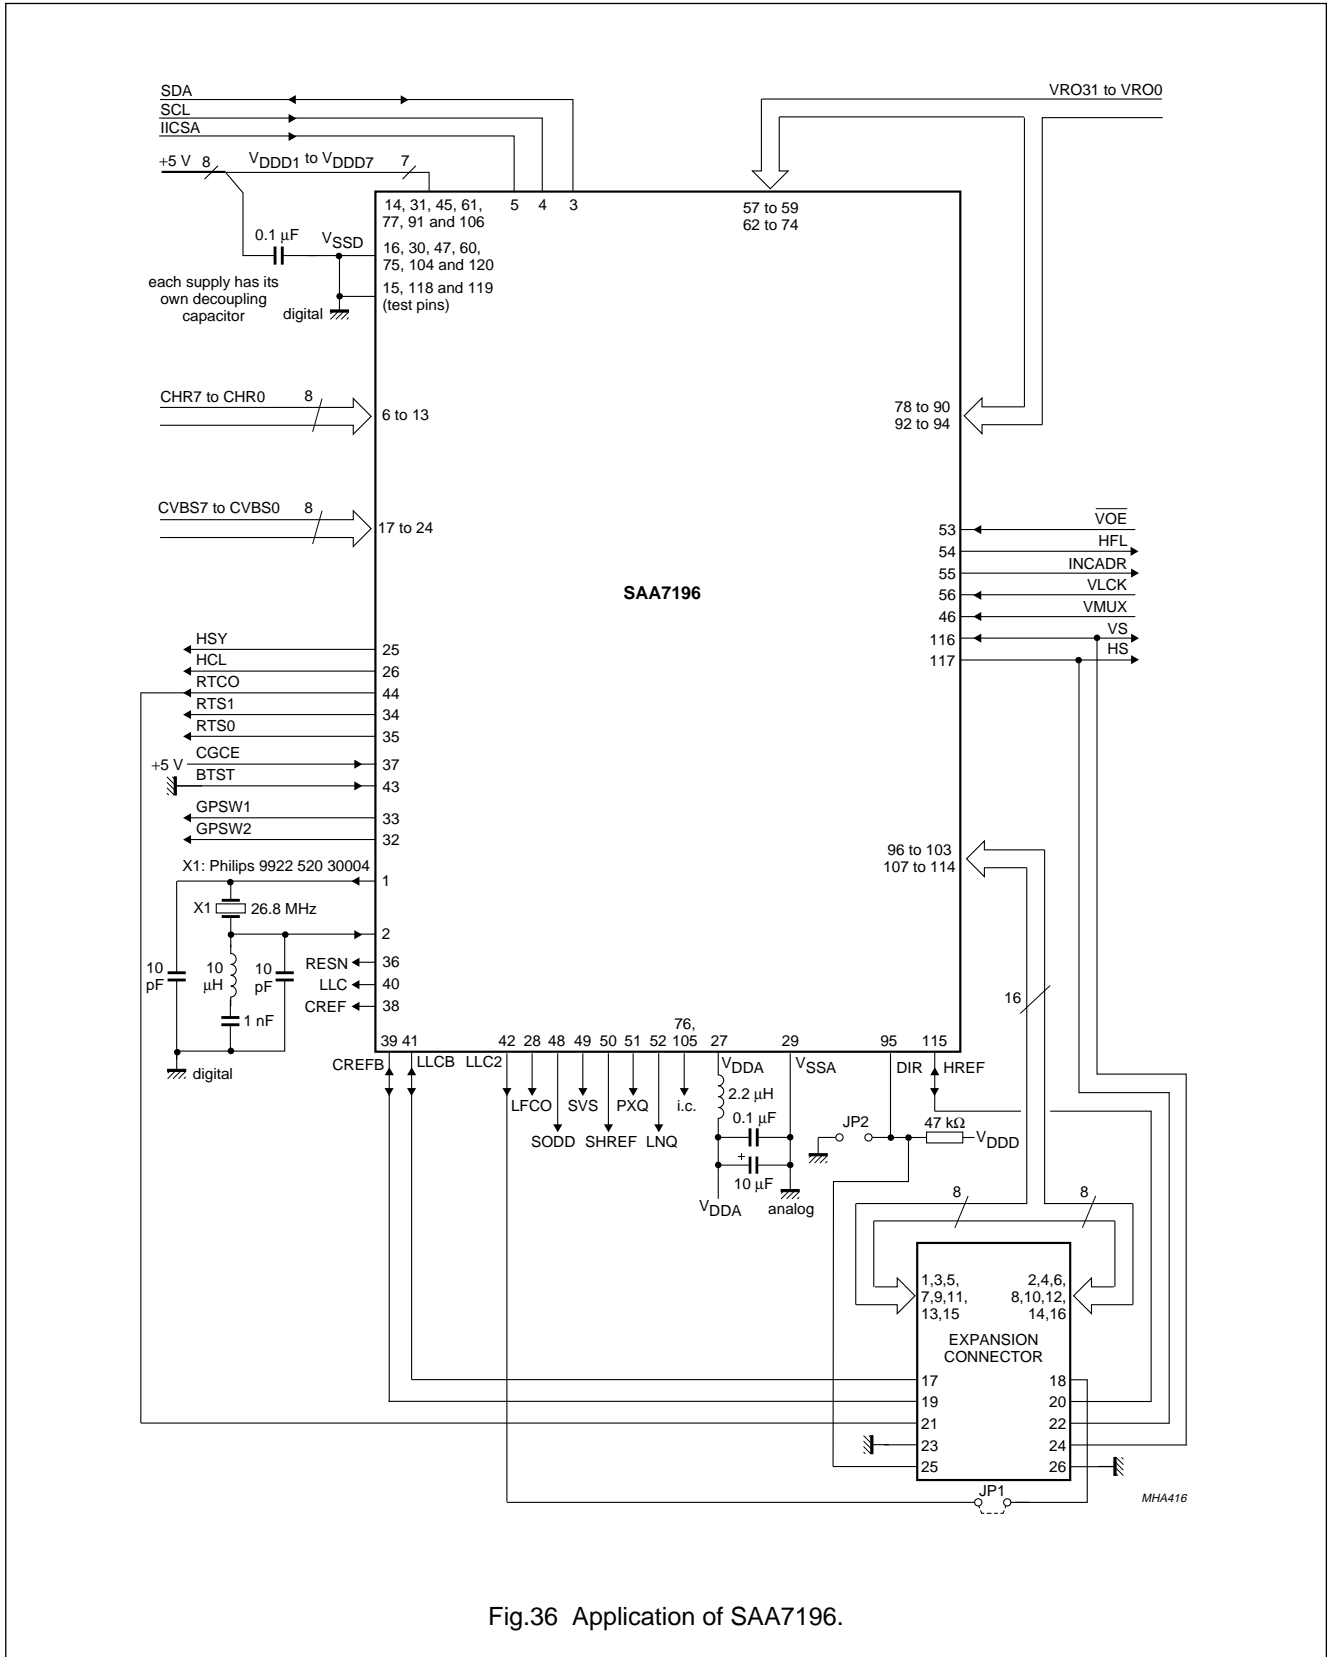 SDA
SCL
IICSA
+5 V 8 VDDD1 to VDDD7 7
VRO31 to VRO0
14, 31, 45, 61,
77, 91 and 106
5 4 3
57 to 59
62 to 74
0.1 μF VSSD
16, 30, 47, 60,
75, 104 and 120
each supply has its
own decoupling
capacitor
digital
15, 118 and 119
(test pins)
CHR7 to CHR0 8
6 to 13
78 to 90
92 to 94
CVBS7 to CVBS0 8
17 to 24
53 VOE
54 HFL
55 INCADR
56 VLCK
46 VMUX
116 VS
117 HS
SAA7196
HSY 25
HCL 26
RTCO 44
RTS1 34
RTS0 35
+5 V CGCE 37
BTST 43
GPSW1 33
GPSW2 32
96 to 103
107 to 114
X1: Philips 9922 520 30004 1
X1 26.8 MHz
2
10 pF
10 μH
10 pF
1 nF
digital
RESN 36
LLC 40
CREF 38
16
39 41 42 28 48 49 50 51 52 76, 105 27 29 95 115
CREFB LLCB LLC2 VDDA VSSA DIR HREF
LFCO SVS PXQ i.c.
SODD SHREF LNQ
2.2 μH
0.1 μF
+
10 μF
VDDA analog
JP2 47 kΩ VDDD
8 8
1,3,5,
7,9,11,
13,15
2,4,6,
8,10,12,
14,16
EXPANSION
CONNECTOR
17 18
19 20
21 22
23 24
25 26
JP1
MHA416
Fig.36 Application of SAA7196.